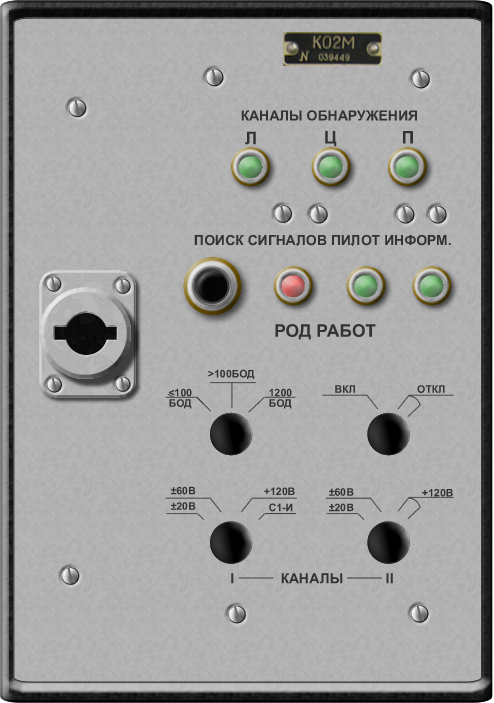 К02М
N 039449
КАНАЛЫ ОБНАРУЖЕНИЯ
Л Ц П
ПОИСК СИГНАЛОВ ПИЛОТ ИНФОРМ.
РОД РАБОТ
>100БОД
≤100 1200
БОД БОД
ВКЛ ОТКЛ
±60В +120В
±20В С1-И
±60В +120В
±20В
I КАНАЛЫ II